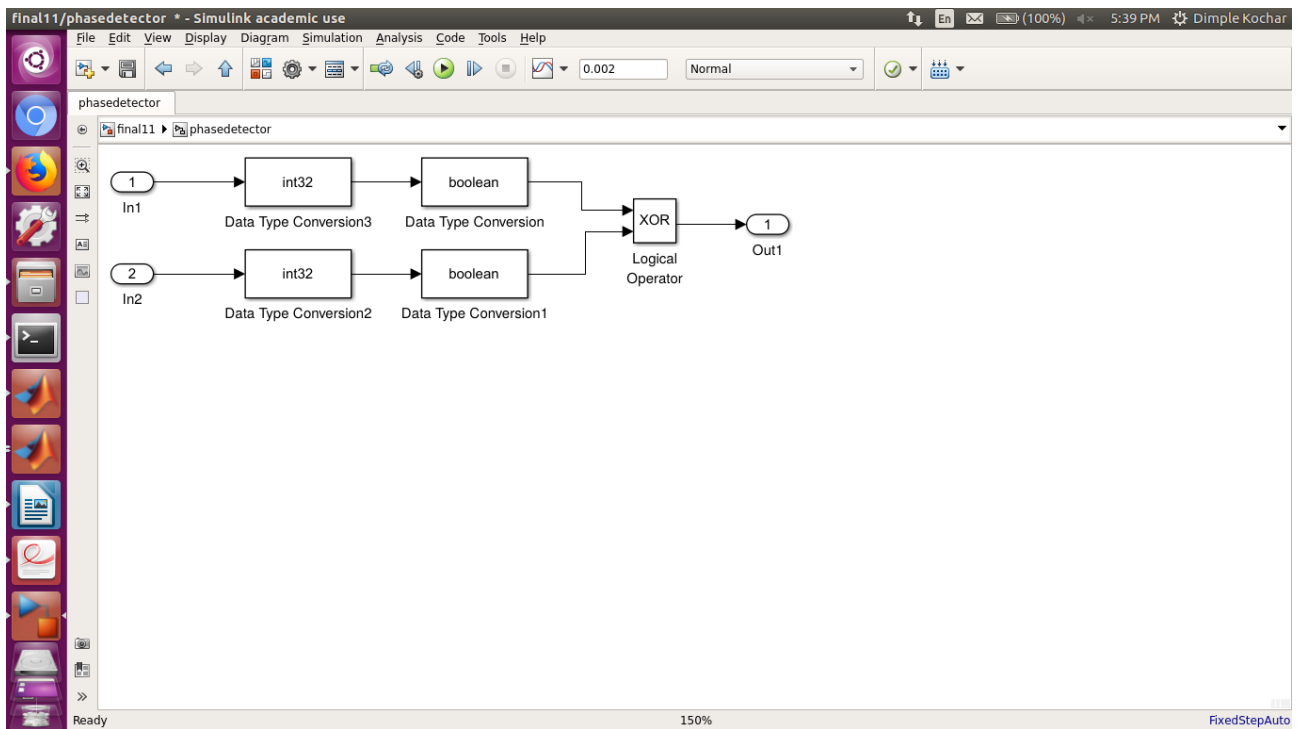 final11/phasedetector * - Simulink academic use
En (100%) 5:39 PM Dimple Kochar
File Edit View Display Diagram Simulation Analysis Code Tools Help
0.002 Normal
phasedetector
final11 phasedetector
1 int32 boolean
In1 Data Type Conversion3 Data Type Conversion
XOR 1
Logical Operator Out1
2 int32 boolean
In2 Data Type Conversion2 Data Type Conversion1
Ready 150% FixedStepAuto